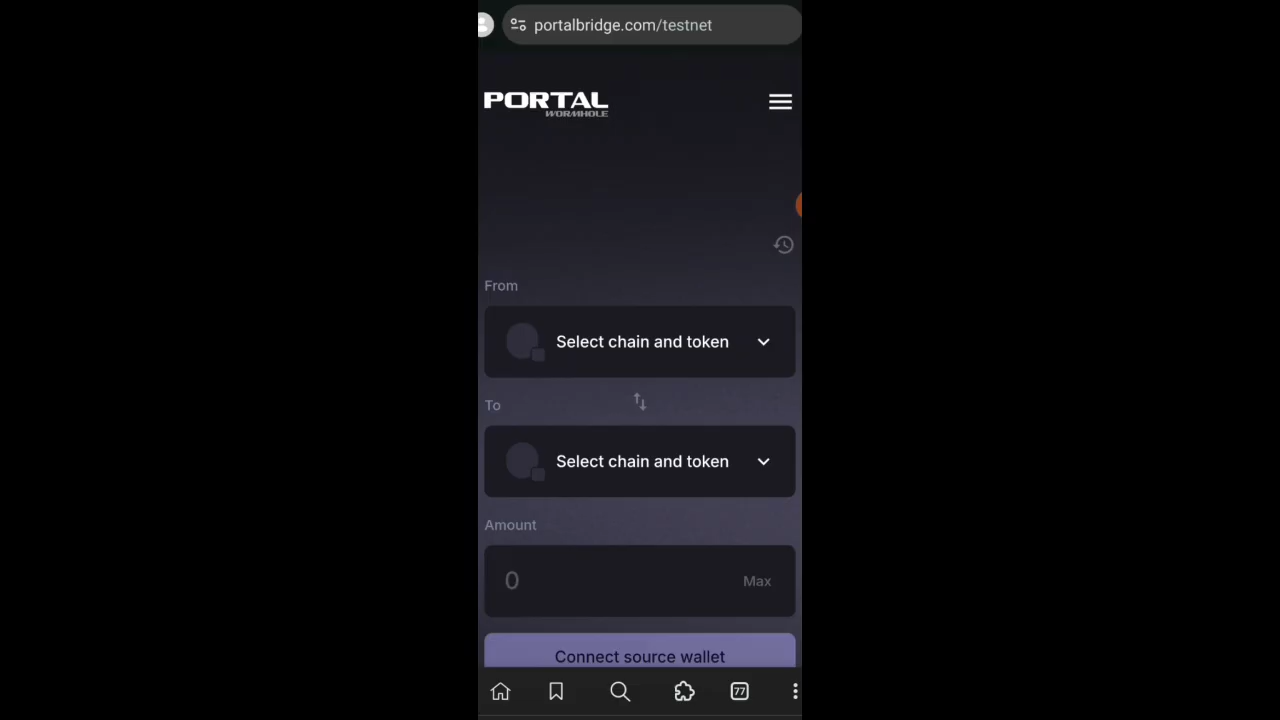 portalbridge.com/testnet
PORTAL
WORMHOLE
From
Select chain and token
To
Select chain and token
Amount
0
Max
Connect source wallet
77